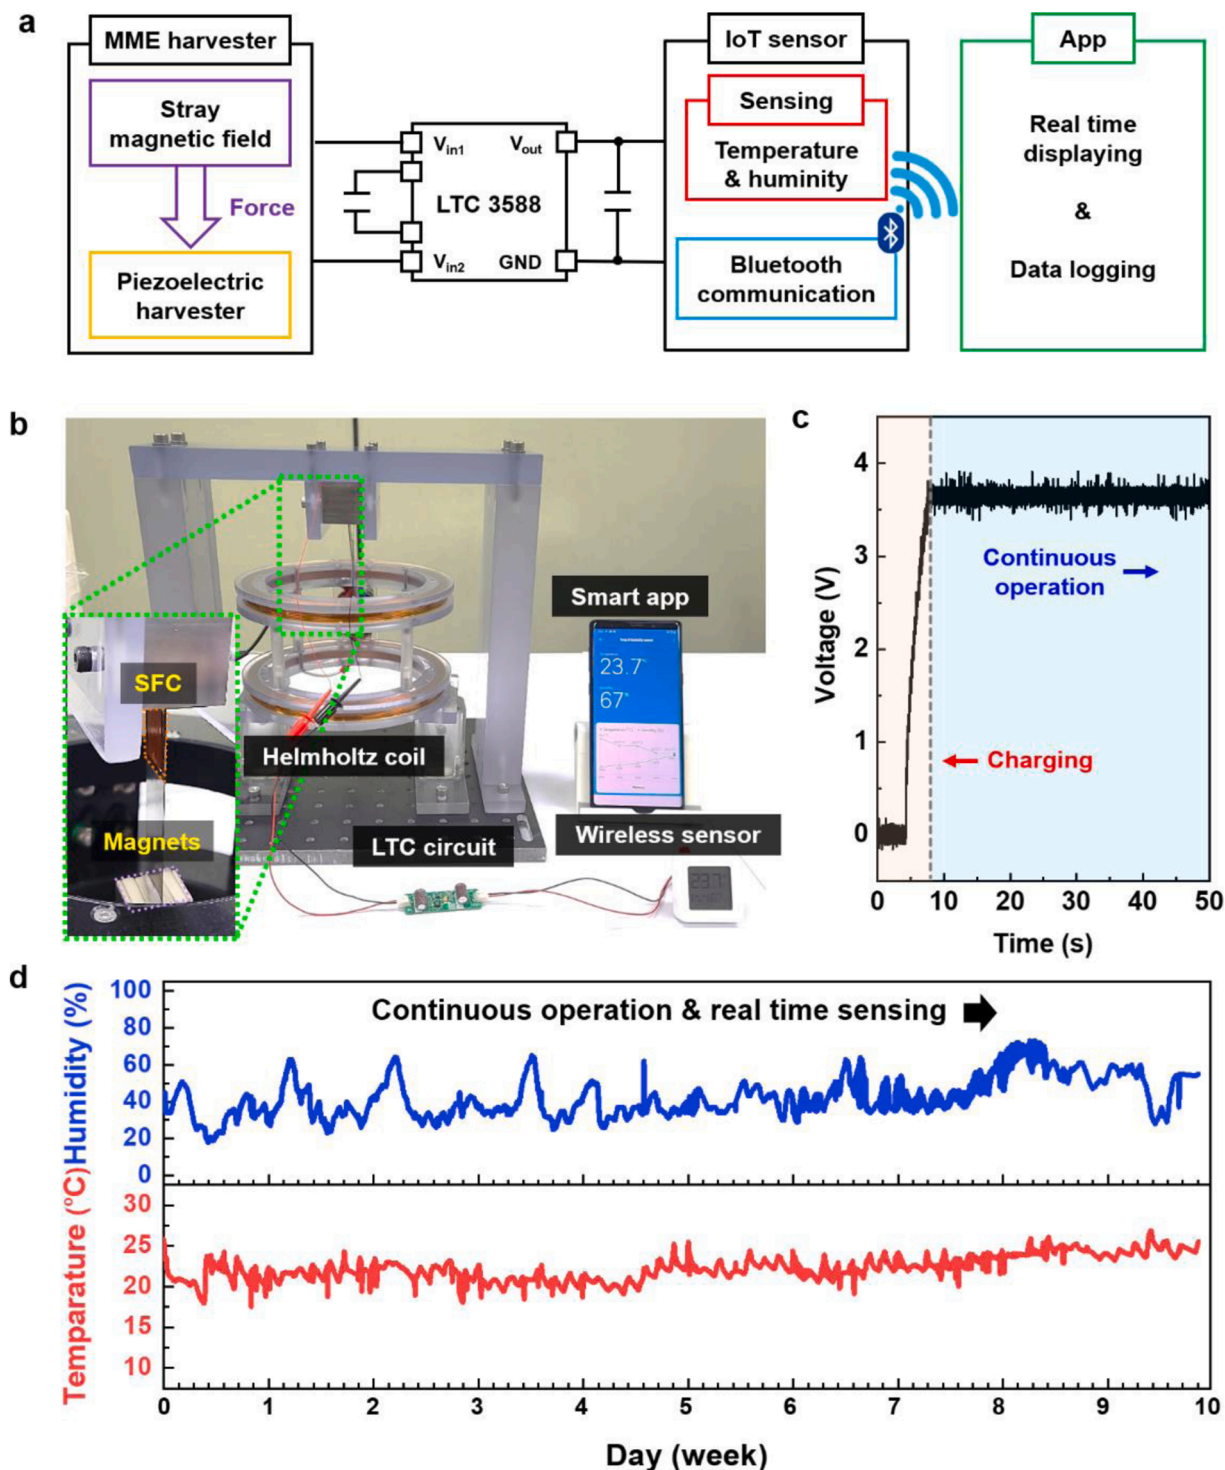 a
MME harvester
Stray
magnetic field
Force
Piezoelectric
harvester
Vin1
Vout
LTC 3588
Vin2
GND
IoT sensor
Sensing
Temperature
& huminity
Bluetooth
communication
App
Real time
displaying
&
Data logging
b
SFC
Magnets
Helmholtz coil
LTC circuit
Smart app
23.7
67%
Wireless sensor
23.7
c
Voltage (V)
4
3
2
1
0
Continuous
operation
Charging
0 10 20 30 40 50
Time (s)
d
Humidity (%)
100
80
60
40
20
0
Continuous operation & real time sensing
Temparature (°C)
30
25
20
15
10
0 1 2 3 4 5 6 7 8 9 10
Day (week)